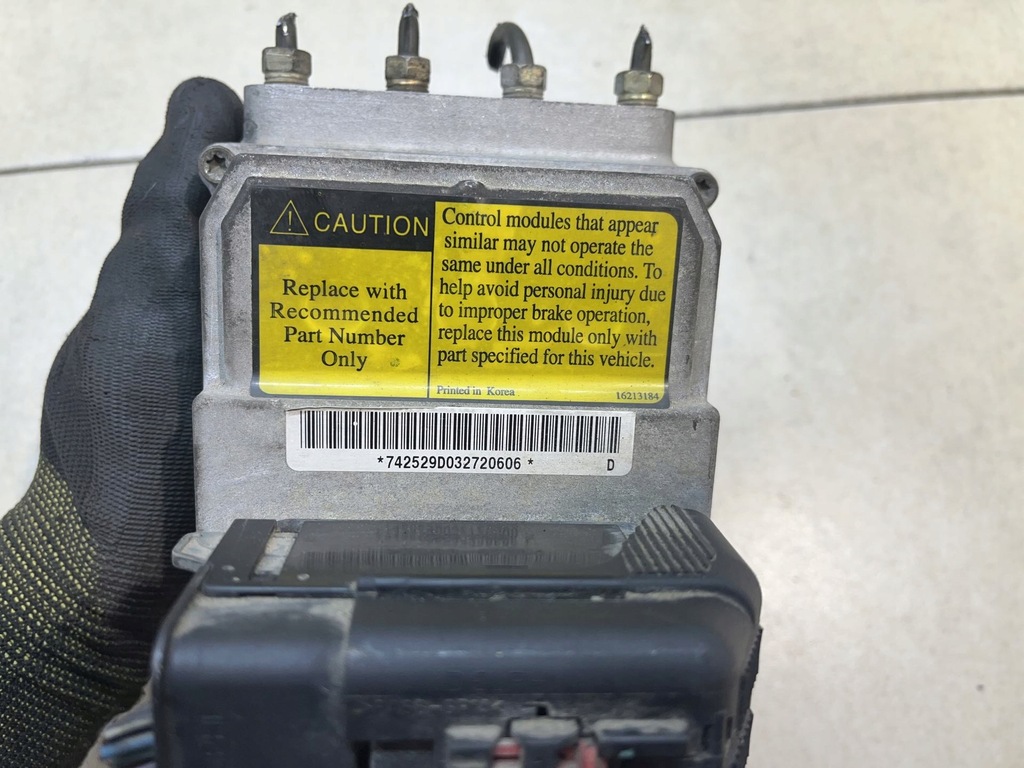 CAUTION
Replace with
Recommended
Part Number
Only
Control modules that appear
similar may not operate the
same under all conditions. To
help avoid personal injury due
to improper brake operation,
replace this module only with
part specified for this vehicle.
Printed in Korea
16213184
*742529D032720606 * D